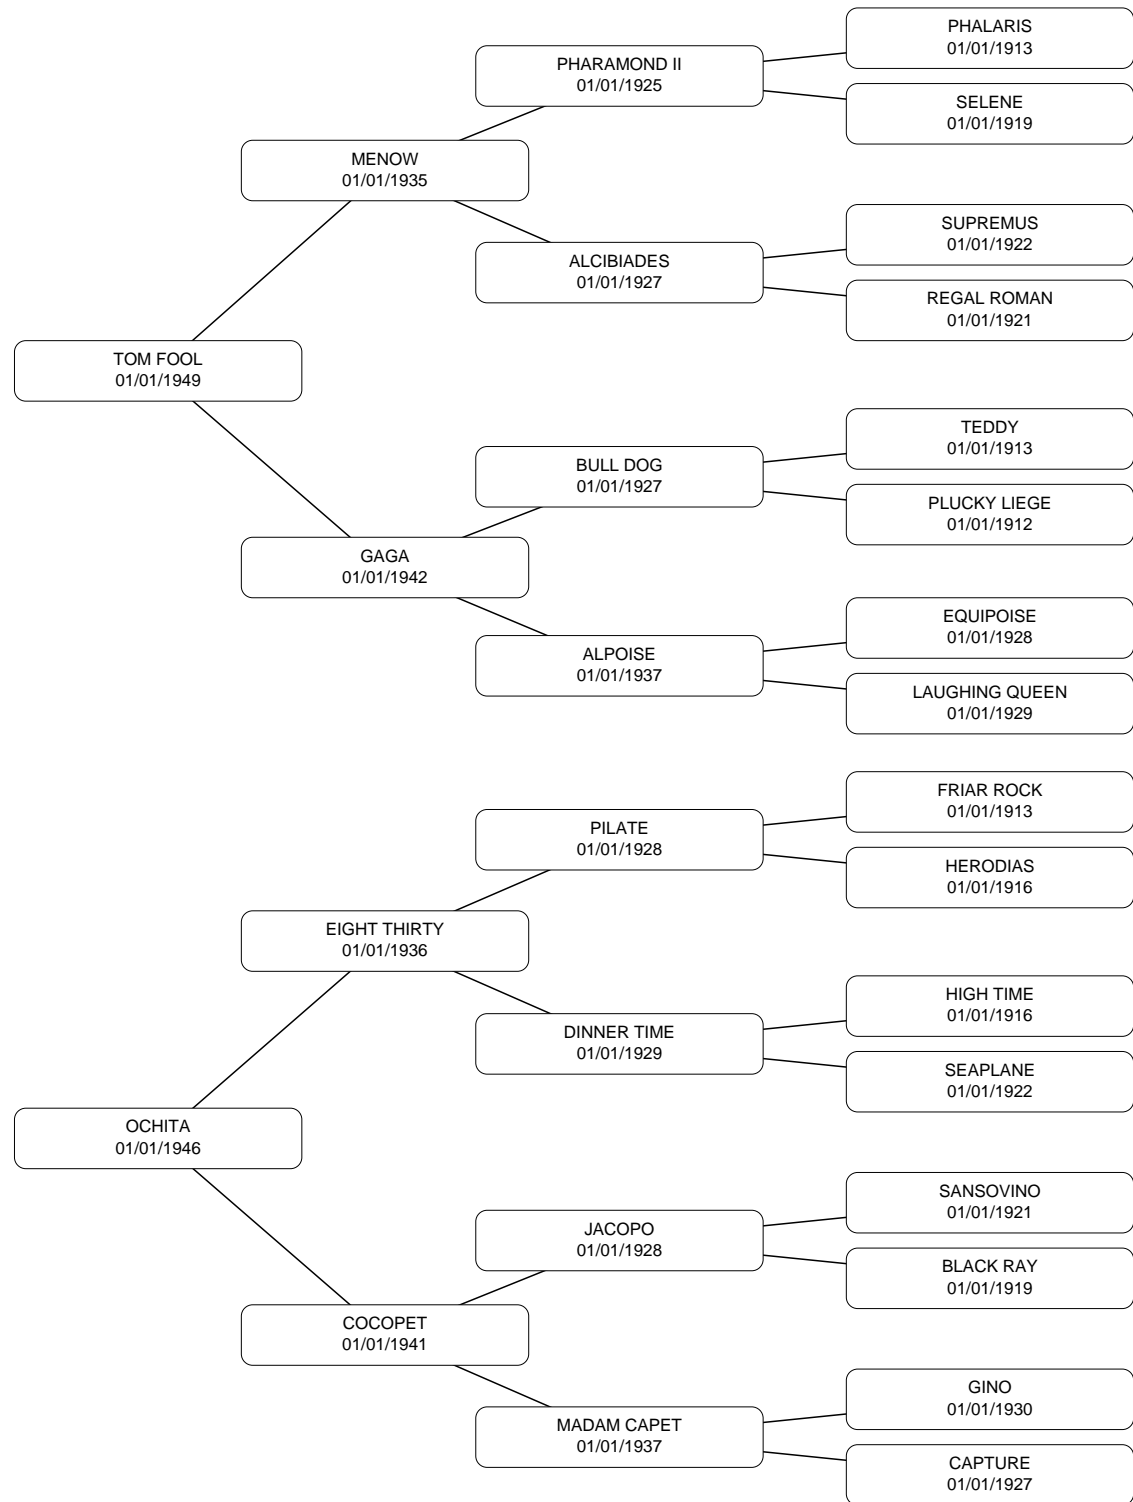 PHALARIS
01/01/1913
PHARAMOND II
01/01/1925
SELENE
01/01/1919
MENOW
01/01/1935
SUPREMUS
01/01/1922
ALCIBIADES
01/01/1927
REGAL ROMAN
01/01/1921
TOM FOOL
01/01/1949
TEDDY
01/01/1913
BULL DOG
01/01/1927
PLUCKY LIEGE
01/01/1912
GAGA
01/01/1942
EQUIPOISE
01/01/1928
ALPOISE
01/01/1937
LAUGHING QUEEN
01/01/1929
FRIAR ROCK
01/01/1913
PILATE
01/01/1928
HERODIAS
01/01/1916
EIGHT THIRTY
01/01/1936
HIGH TIME
01/01/1916
DINNER TIME
01/01/1929
SEAPLANE
01/01/1922
OCHITA
01/01/1946
SANSOVINO
01/01/1921
JACOPO
01/01/1928
BLACK RAY
01/01/1919
COCOPET
01/01/1941
GINO
01/01/1930
MADAM CAPET
01/01/1937
CAPTURE
01/01/1927